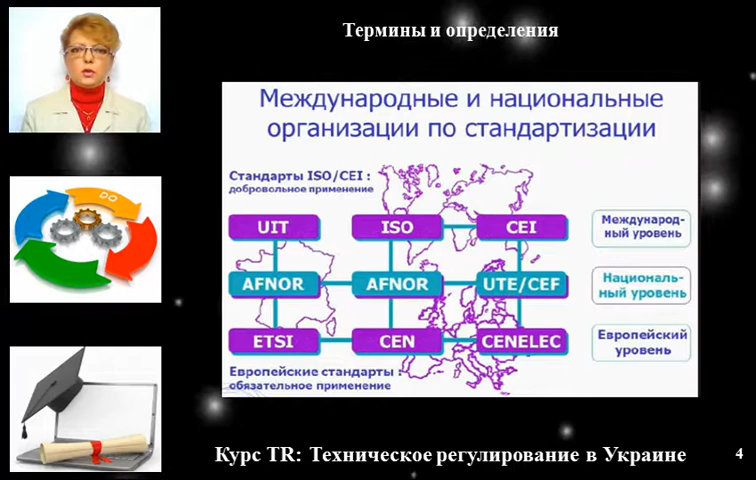 Термины и определения
Международные и национальные
организации по стандартизации
Стандарты ISO/CEI :
добровольное применение
UIT ISO CEI
Международ-
ный уровень
AFNOR AFNOR UTE/CEF
Националь-
ный уровень
ETSI CEN CENELEC
Европейский
уровень
Европейские стандарты :
обязательное применение
DO
Курс TR: Техническое регулирование в Украине 4